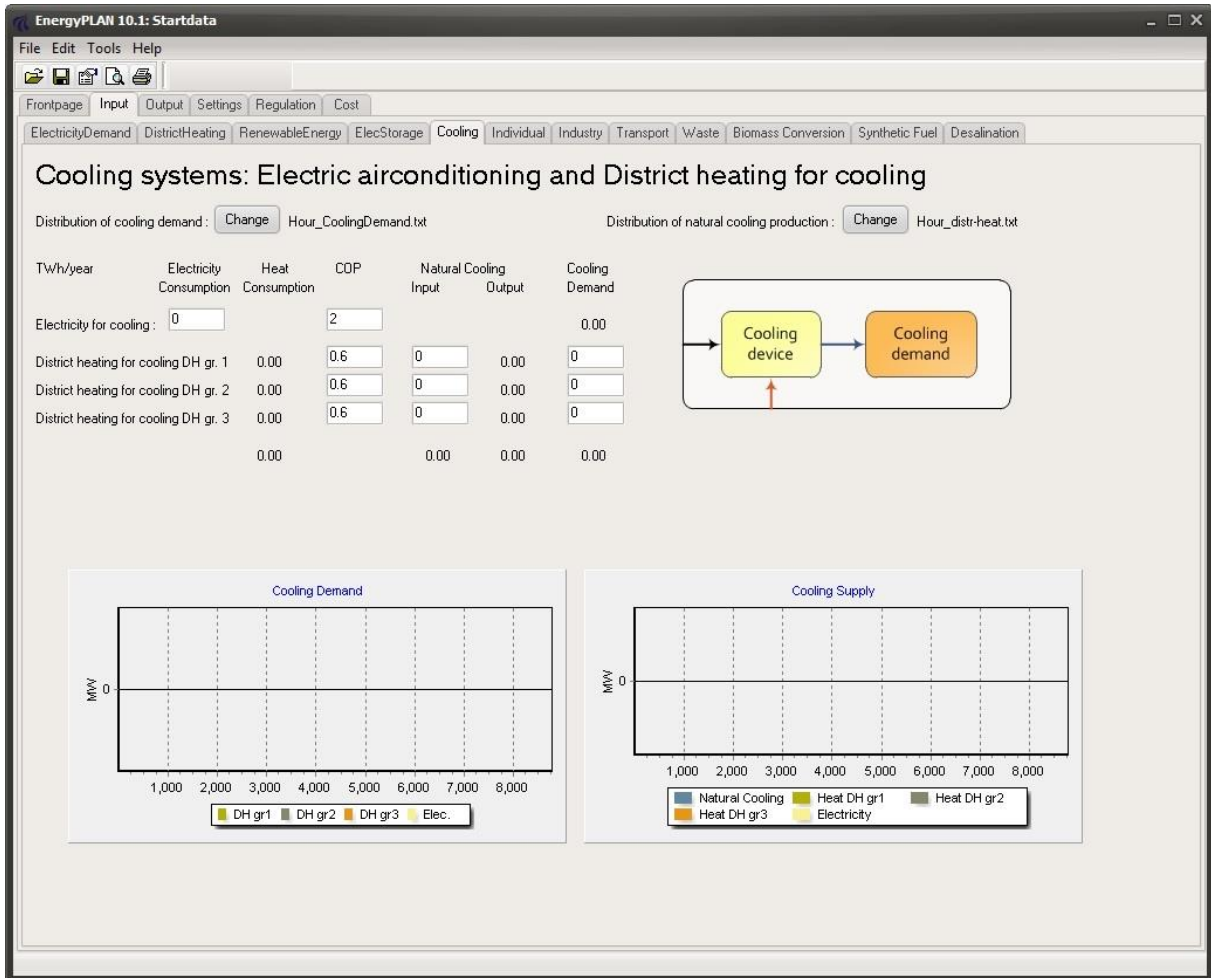 EnergyPLAN 10.1: Startdata
File Edit Tools Help
Frontpage Input Output Settings Regulation Cost
ElectricityDemand DistrictHeating RenewableEnergy ElecStorage Cooling Individual Industry Transport Waste Biomass Conversion Synthetic Fuel Desalination
Cooling systems: Electric airconditioning and District heating for cooling
Distribution of cooling demand : Change Hour_CoolingDemand.txt Distribution of natural cooling production : Change Hour_distr-heat.txt
TWh/year Electricity Heat COP Natural Cooling Cooling
Consumption Consumption Input Output Demand
Electricity for cooling : 0 2 0.00
District heating for cooling DH gr. 1 0.00 0.6 0 0.00 0
District heating for cooling DH gr. 2 0.00 0.6 0 0.00 0
District heating for cooling DH gr. 3 0.00 0.6 0 0.00 0
0.00 0.00 0.00 0.00
Cooling device
Cooling demand
Cooling Demand
MW
0
1,000 2,000 3,000 4,000 5,000 6,000 7,000 8,000
DH gr1 DH gr2 DH gr3 Elec.
Cooling Supply
MW
0
1,000 2,000 3,000 4,000 5,000 6,000 7,000 8,000
Natural Cooling Heat DH gr1 Heat DH gr2
Heat DH gr3 Electricity